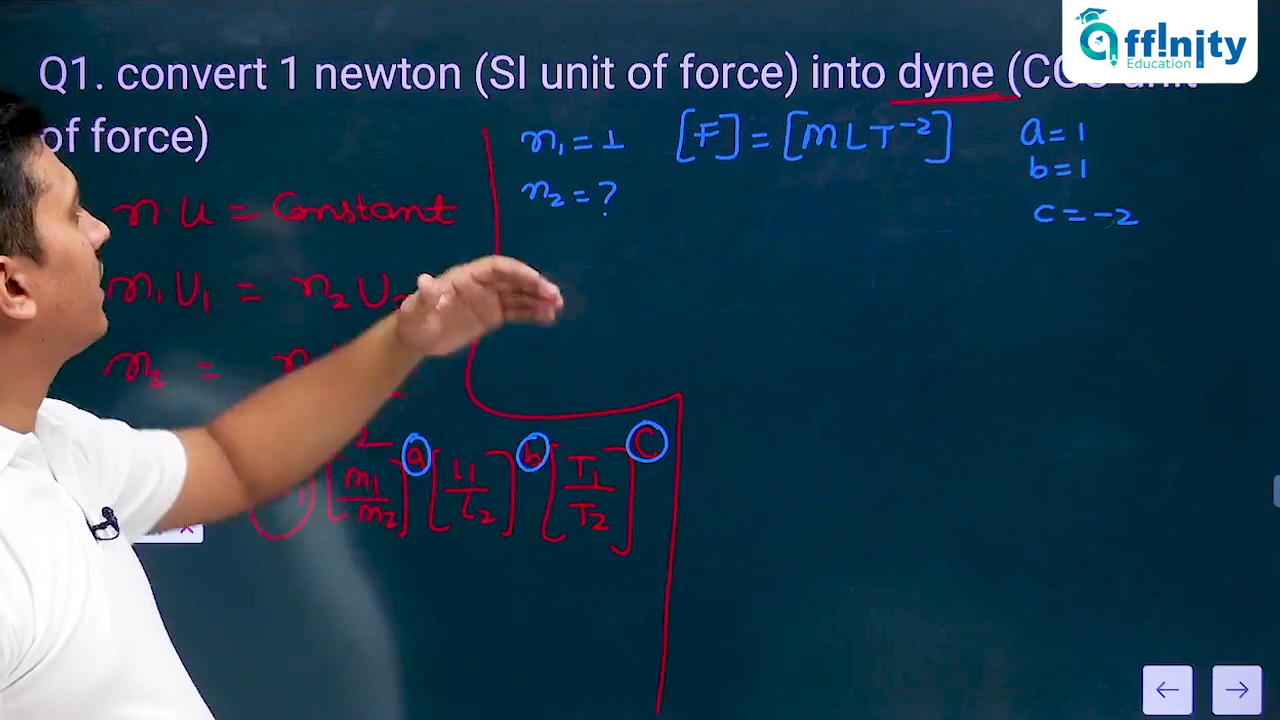 Aff!nity
Education
Q1. convert 1 newton (SI unit of force) into dyne
of force)
n₁ = 1 [F] = [MLT⁻²] a = 1
b = 1
n₂ = ?
c = -2
n·u = Constant
n₁U₁ = n₂U₂
n₂ =
[M₁/M₂]ᵃ [L₁/L₂]ᵇ [T₁/T₂]ᶜ